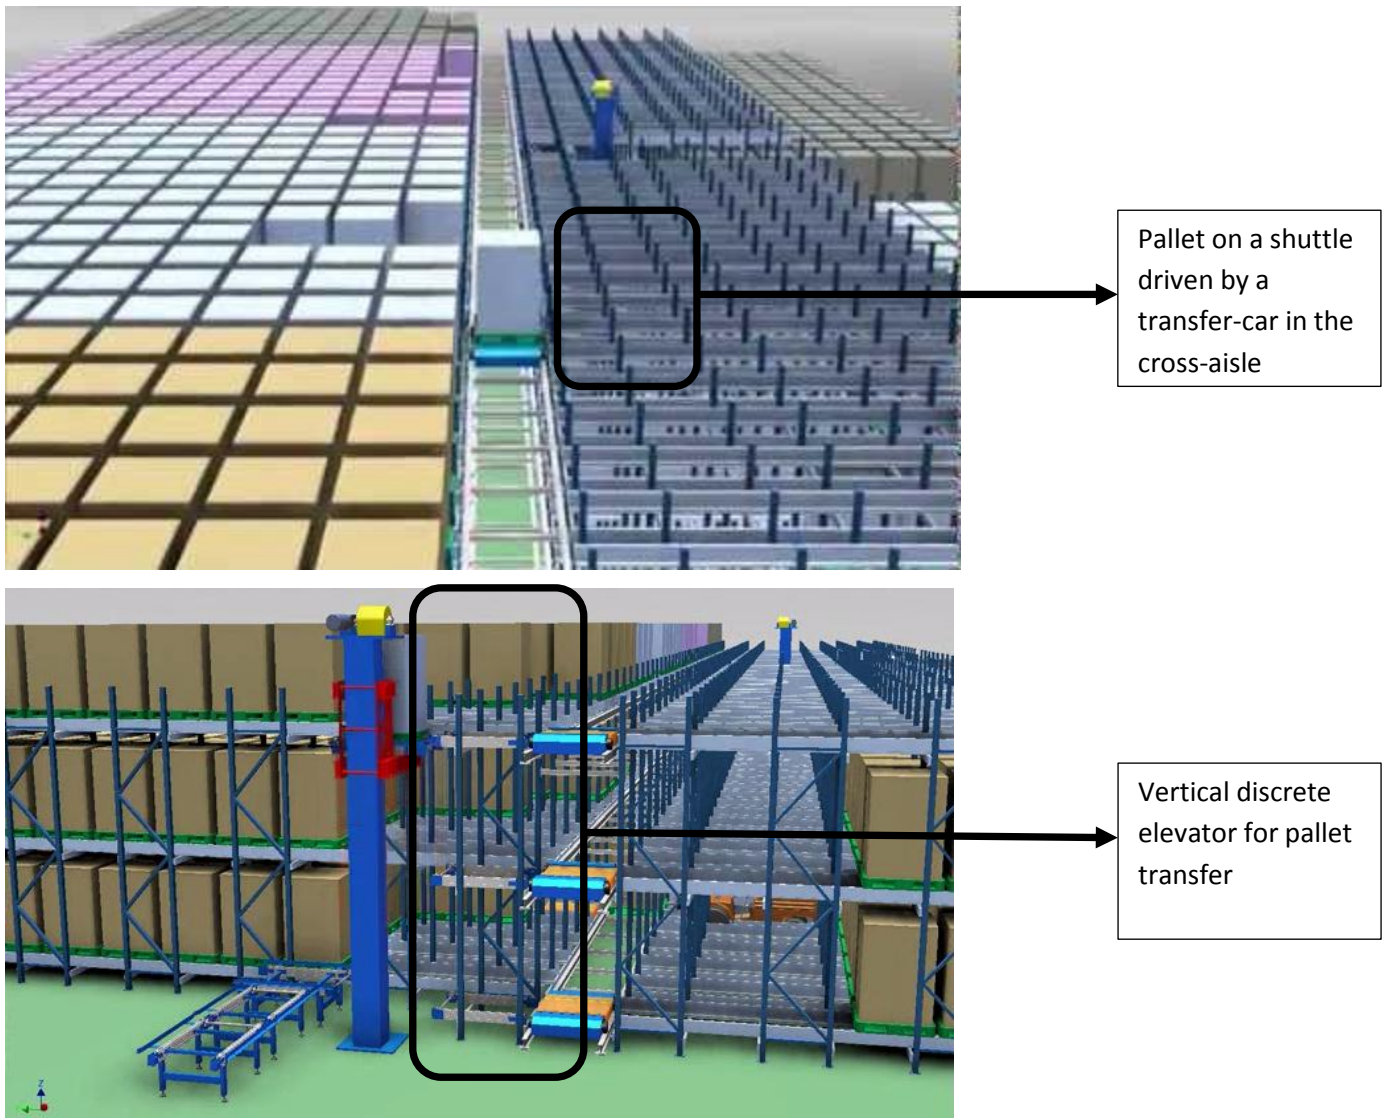 Pallet on a shuttle
driven by a
transfer-car in the
cross-aisle
Vertical discrete
elevator for pallet
transfer
Z